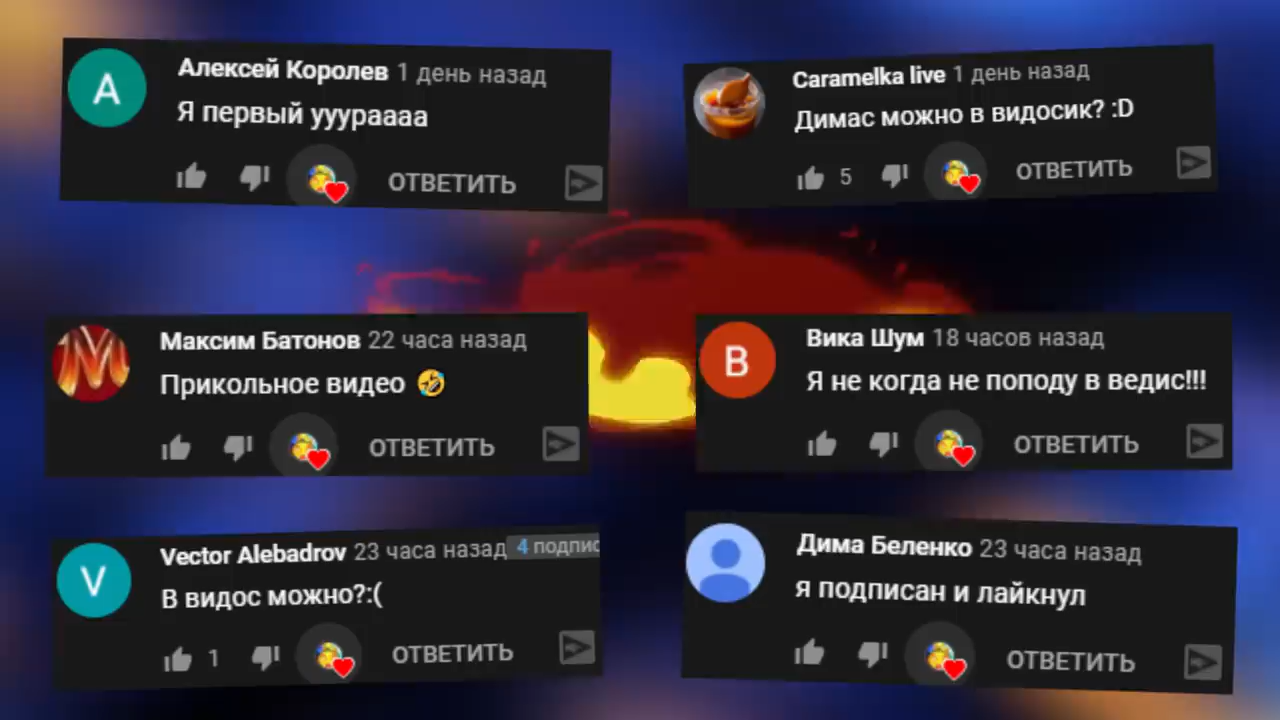 A
Алексей Королев 1 день назад
Я первый ууураааа
ОТВЕТИТЬ
Caramelka live 1 день назад
Димас можно в видосик? :D
5
ОТВЕТИТЬ
M
Максим Батонов 22 часа назад
Прикольное видео 🤣
ОТВЕТИТЬ
В
Вика Шум 18 часов назад
Я не когда не поподу в ведис!!!
ОТВЕТИТЬ
V
Vector Alebadrov 23 часа назад 4 подпис
В видос можно?:(
1
ОТВЕТИТЬ
Дима Беленко 23 часа назад
я подписан и лайкнул
ОТВЕТИТЬ